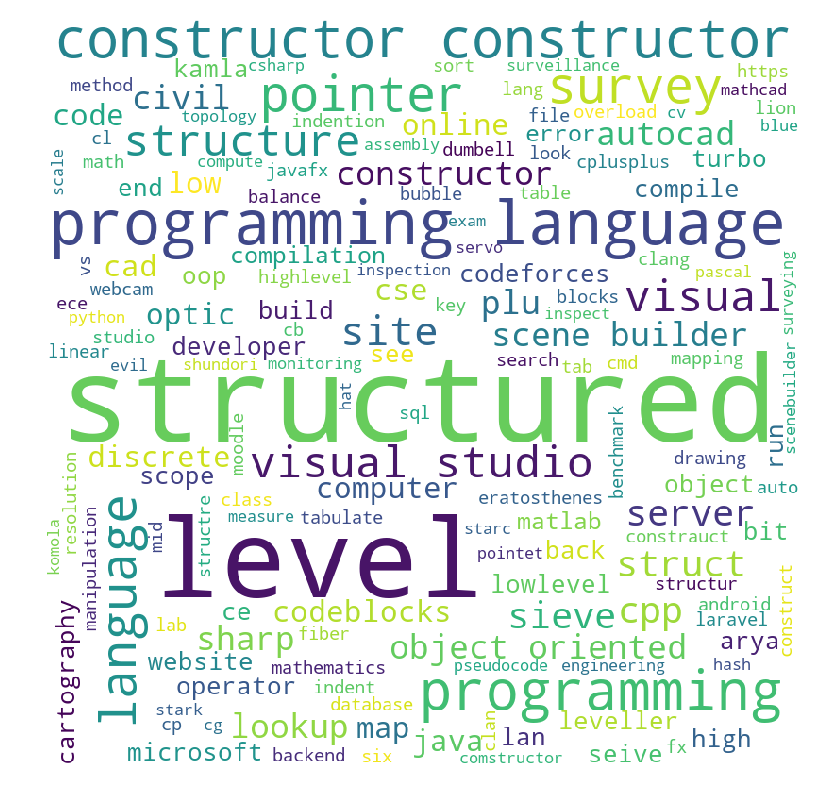 constructor constructor
kamla csharp sort surveillance
method civil pointer lang survey https mathcad
code topology indention online file overload cv lion
cl structure assembly dumbell error autocad blue
scale math compute javafx constructor look cplusplus turbo
end low balance bubble table compile
programming language
exam servo
vs cad compilation inspection codeforces clang pascal
webcam oop highlevel cse key plu blocks visual
ece optic build site inspect surveying
python studio cb scene builder
linear developer see search tab cmd mapping scenebuilder
evil shundori monitoring
structured
hat sql
moodle benchmark run
discrete visual studio drawing
resolution scope computer object auto
komola manipulation class eratosthenes server
mid structre measure tabulate starc matlab constrauct bit
language level pointet back struct
lowlevel structur construct
ce codeblocks sieve cpp android
lab sharp fiber laravel
cartography object oriented arya
website mathematics pseudocode engineering hash
operator indent programming
stark database
cp cg lookup map clan lan leveller high
microsoft backend six java comstructor seive fx